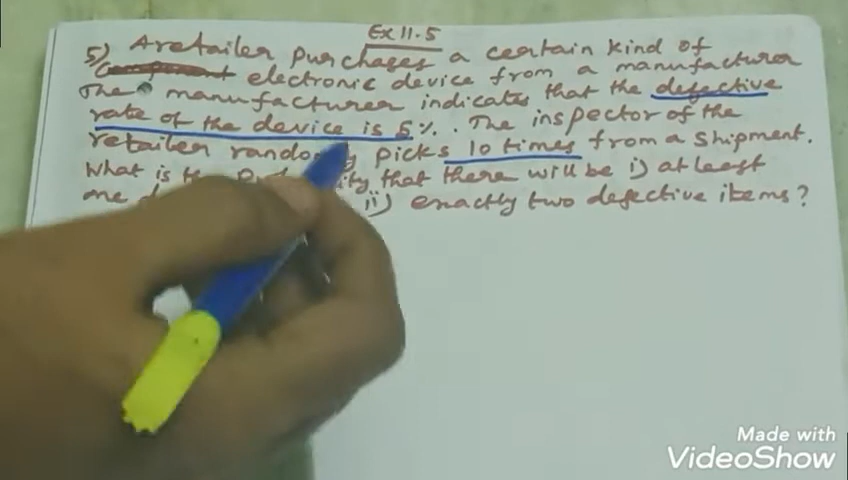 Ex 11.5
5) A retailer purchases a certain kind of
electronic device from a manufacturer
The manufacturer indicates that the defective
rate of the device is 5%. The inspector of the
retailer randomly picks 10 times from a shipment.
What is the that there will be i) at least
one ii) exactly two defective items?
Made with
VideoShow